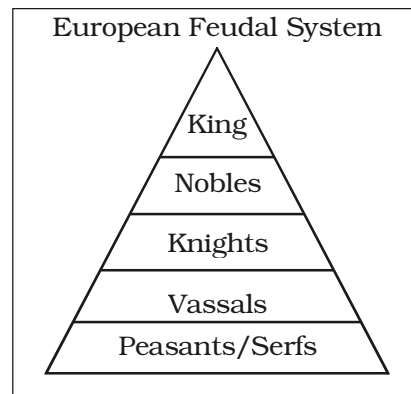 European Feudal System
King
Nobles
Knights
Vassals
Peasants/Serfs